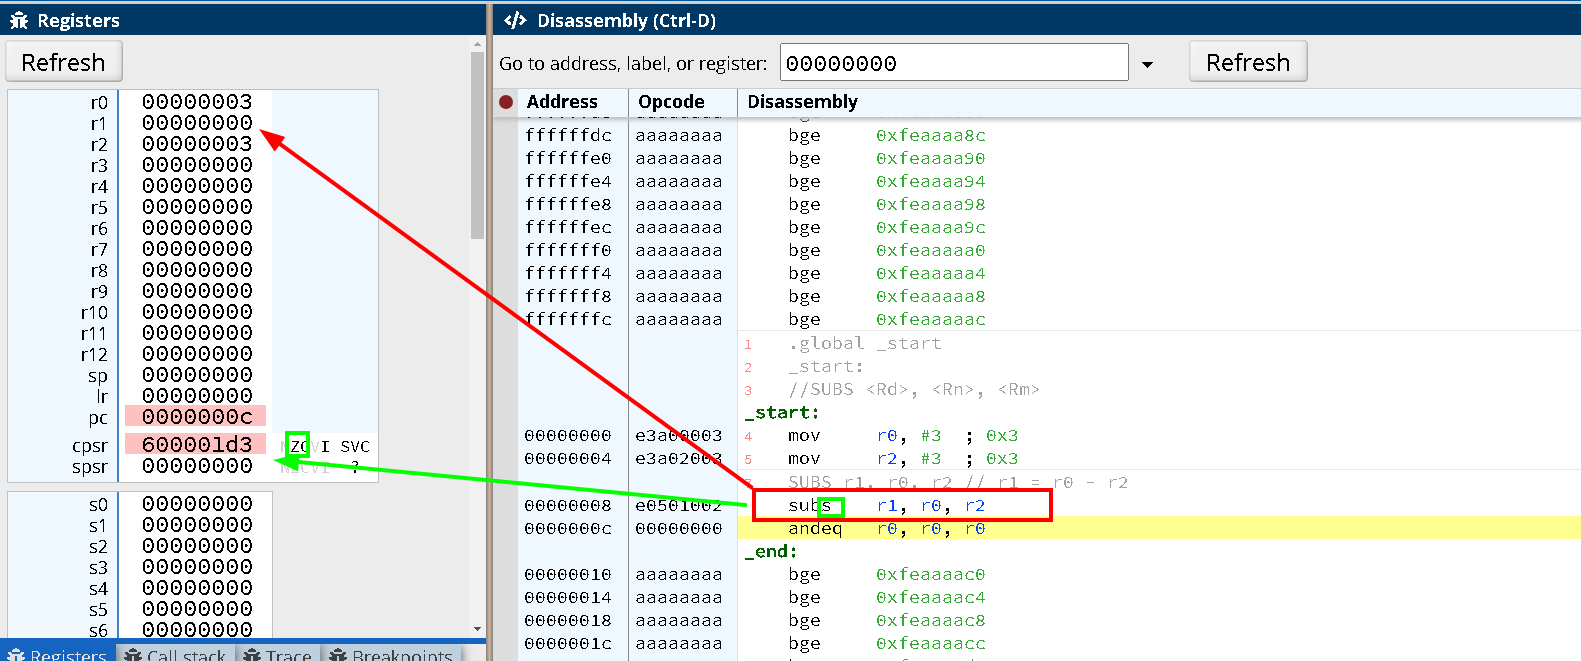 Registers
Refresh
r0 00000003
r1 00000000
r2 00000003
r3 00000000
r4 00000000
r5 00000000
r6 00000000
r7 00000000
r8 00000000
r9 00000000
r10 00000000
r11 00000000
r12 00000000
sp 00000000
lr 00000000
pc 0000000c
cpsr 600001d3 NZCVI SVC
spsr 00000000 NZCVI ?
s0 00000000
s1 00000000
s2 00000000
s3 00000000
s4 00000000
s5 00000000
s6 00000000
Registers Call stack Trace Breakpoints
Disassembly (Ctrl-D)
Go to address, label, or register: 00000000 Refresh
Address Opcode Disassembly
ffffffdc aaaaaaaa bge 0xfeaaaa8c
ffffffe0 aaaaaaaa bge 0xfeaaaa90
ffffffe4 aaaaaaaa bge 0xfeaaaa94
ffffffe8 aaaaaaaa bge 0xfeaaaa98
ffffffec aaaaaaaa bge 0xfeaaaa9c
fffffff0 aaaaaaaa bge 0xfeaaaaa0
fffffff4 aaaaaaaa bge 0xfeaaaaa4
fffffff8 aaaaaaaa bge 0xfeaaaaa8
fffffffc aaaaaaaa bge 0xfeaaaaac
1 .global _start
2 _start:
3 //SUBS <Rd>, <Rn>, <Rm>
_start:
00000000 e3a00003 4 mov r0, #3 ; 0x3
00000004 e3a02003 5 mov r2, #3 ; 0x3
SUBS r1, r0, r2 // r1 = r0 - r2
00000008 e0501002 subs r1, r0, r2
0000000c 00000000 andeq r0, r0, r0
_end:
00000010 aaaaaaaa bge 0xfeaaaac0
00000014 aaaaaaaa bge 0xfeaaaac4
00000018 aaaaaaaa bge 0xfeaaaac8
0000001c aaaaaaaa bge 0xfeaaaacc